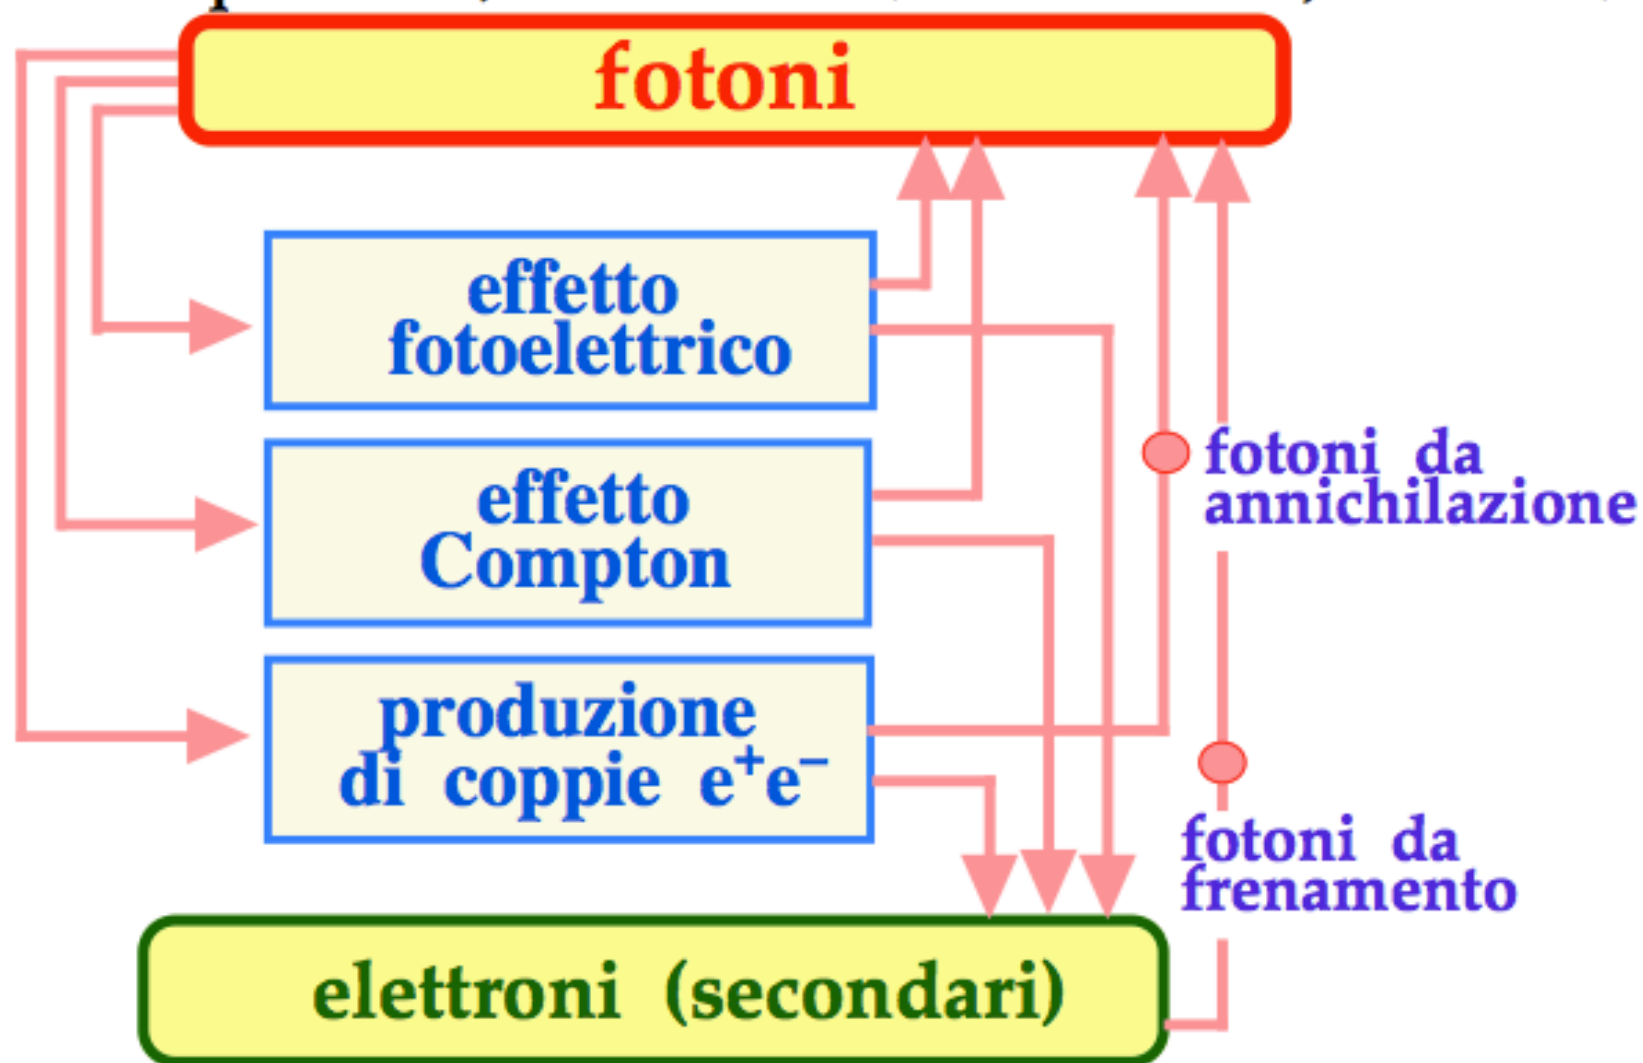 fotoni
effetto
fotoelettrico
effetto
Compton
produzione
di coppie e⁺e⁻
fotoni da
annichilazione
fotoni da
frenamento
elettroni (secondari)